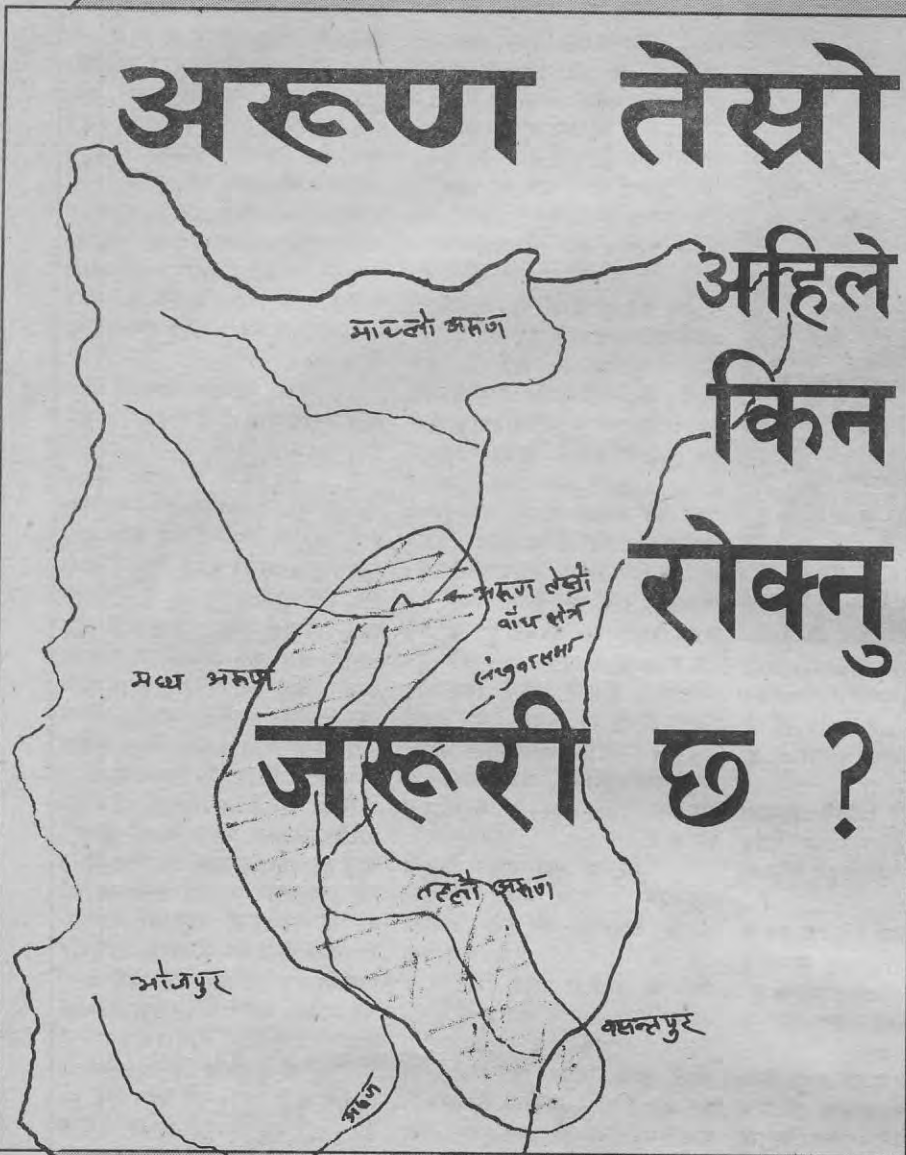 अरूण तेस्रो
अहिले
किन
रोक्नु
जरूरी छ ?
माथ्लो अरूण
अरूण तेस्रो
बाँध क्षेत्र
संखुवासभा
मध्य अरूण
तल्लो अरूण
भोजपुर
बसन्तपुर
अरूण